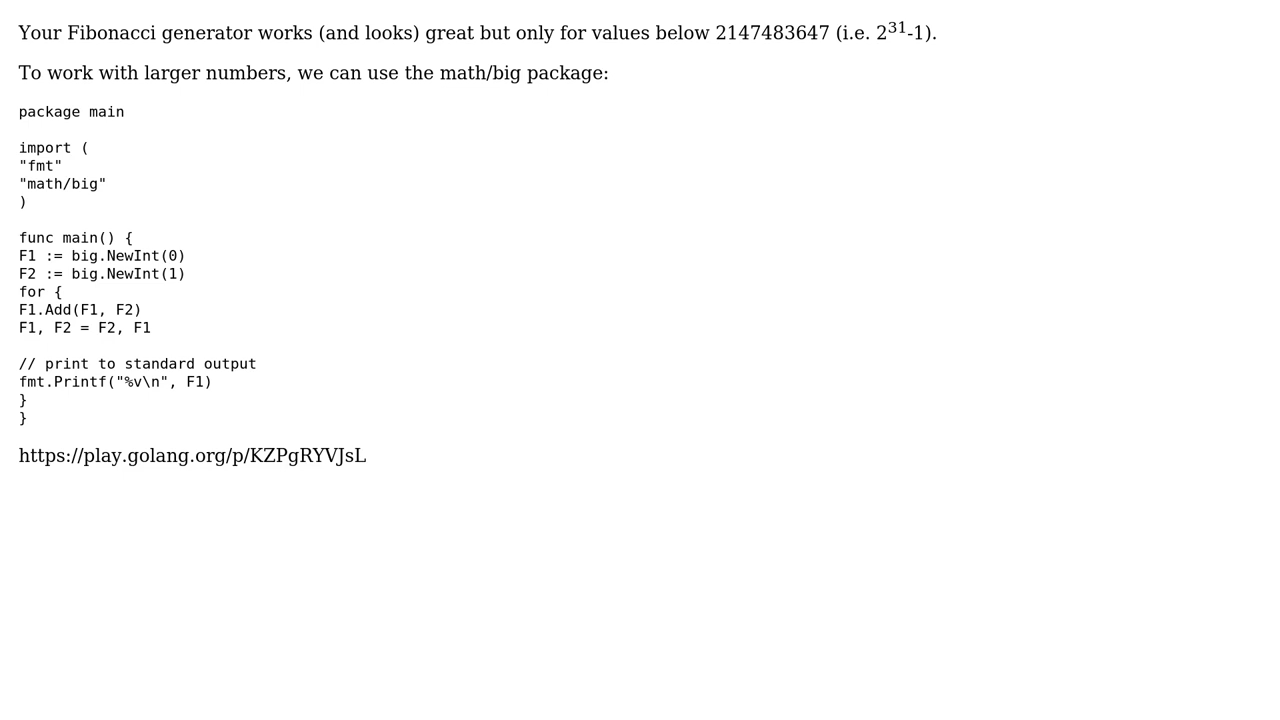 Your Fibonacci generator works (and looks) great but only for values below 2147483647 (i.e. 2^31-1).
To work with larger numbers, we can use the math/big package:
package main
import (
"fmt"
"math/big"
)
func main() {
F1 := big.NewInt(0)
F2 := big.NewInt(1)
for {
F1.Add(F1, F2)
F1, F2 = F2, F1
// print to standard output
fmt.Printf("%v\n", F1)
}
}
https://play.golang.org/p/KZPgRYVJsL